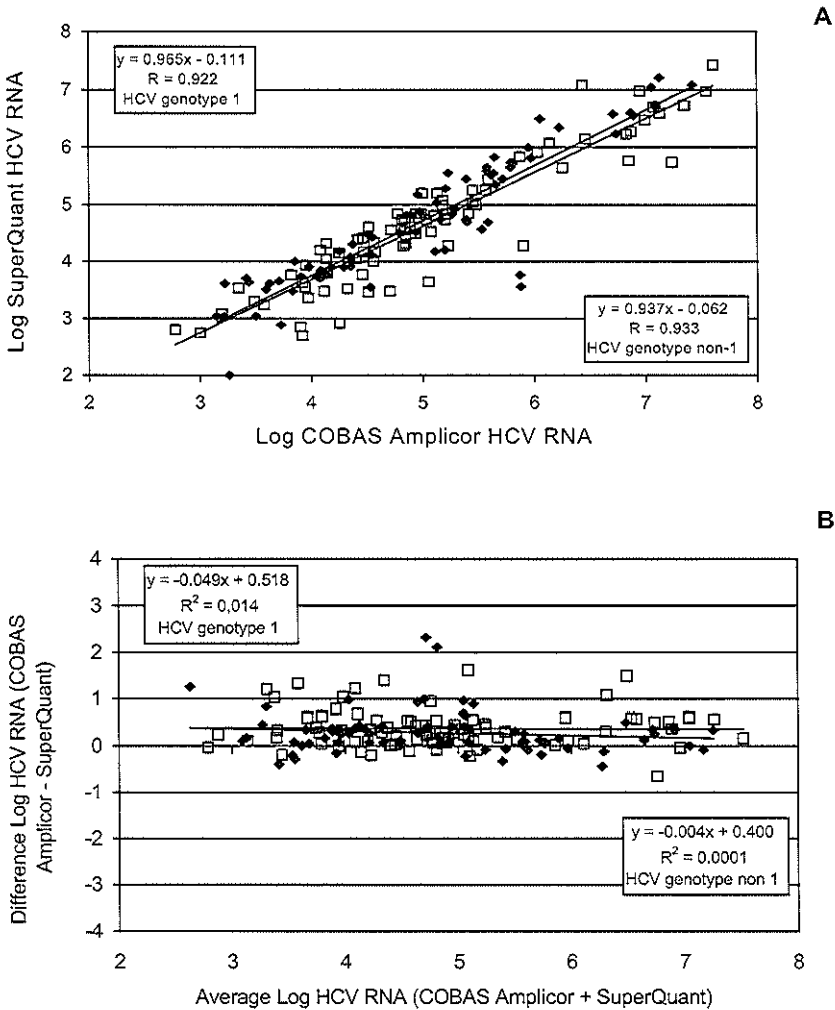 A
8
7
6
5
4
3
2
2
3
4
5
6
7
8
Log SuperQuant HCV RNA
Log COBAS Amplicor HCV RNA
y = 0,965x - 0.111
R = 0,922
HCV genotype 1
y = 0.937x - 0,062
R = 0.933
HCV genotype non-1
B
4
3
2
1
0
-1
-2
-3
-4
2
3
4
5
6
7
8
Difference Log HCV RNA (COBAS
Amplicor - SuperQuant)
Average Log HCV RNA (COBAS Amplicor + SuperQuant)
y = -0.049x + 0.518
R² = 0,014
HCV genotype 1
y = -0.004x + 0.400
R² = 0.0001
HCV genotype non 1